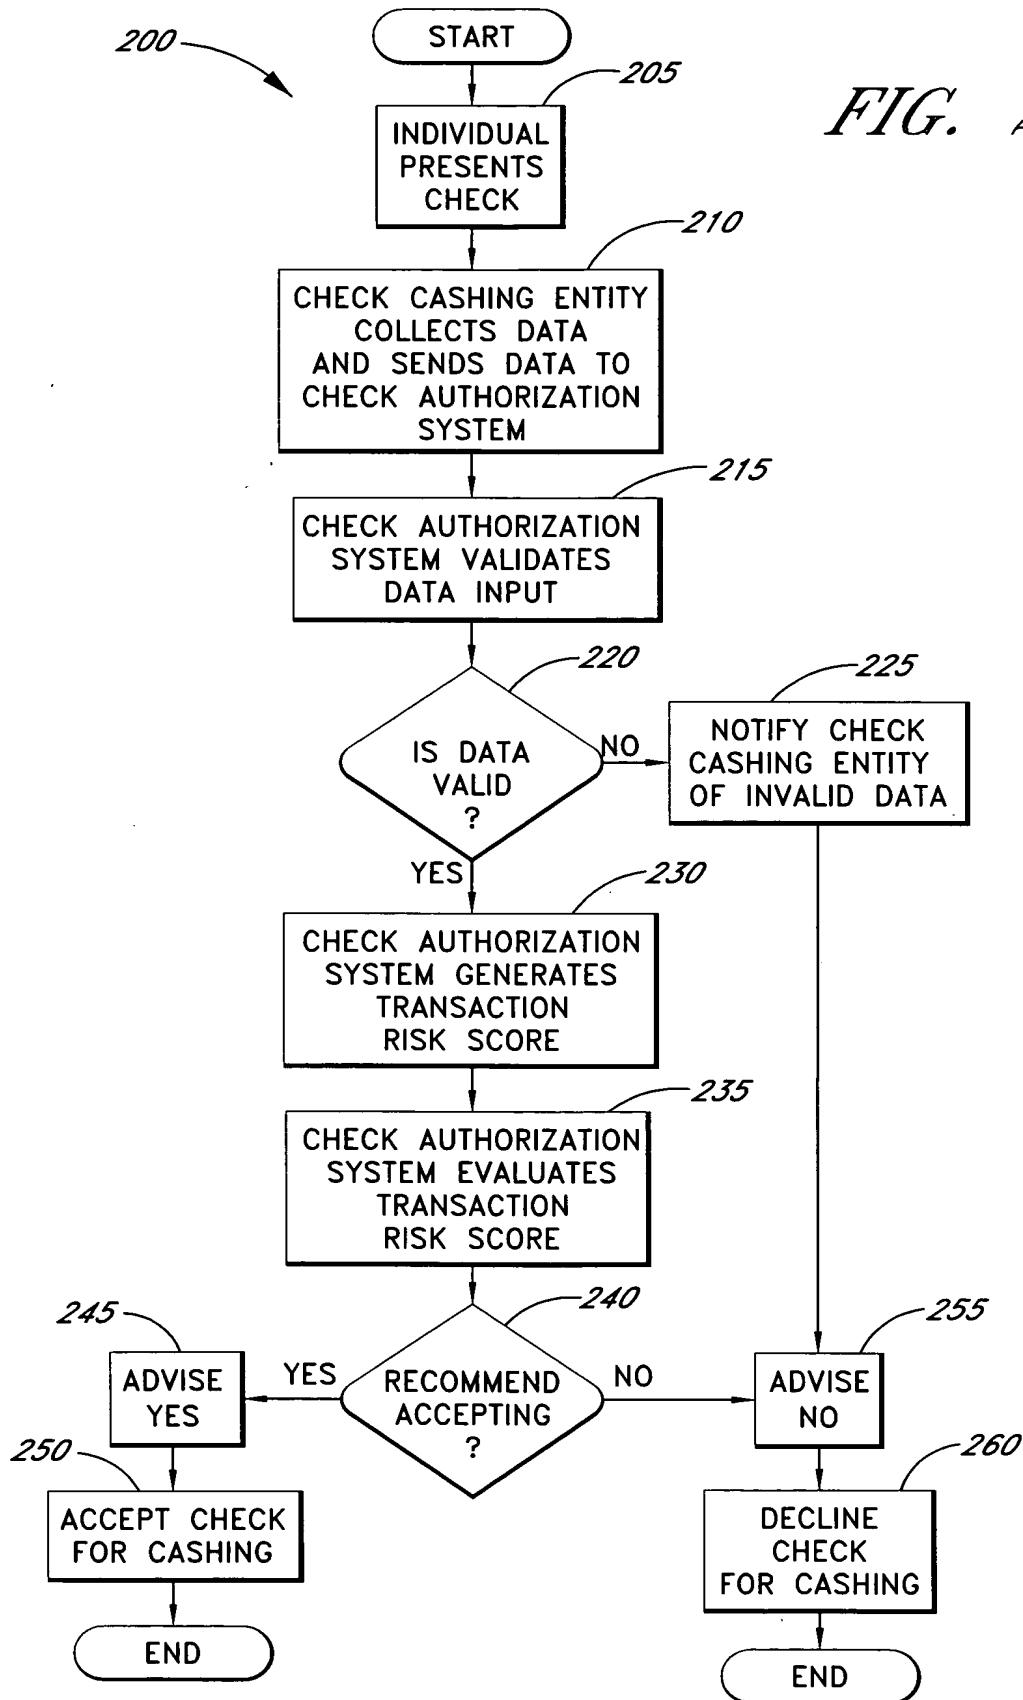 200
START
FIG.
205
INDIVIDUAL
PRESENTS
CHECK
210
CHECK CASHING ENTITY
COLLECTS DATA
AND SENDS DATA TO
CHECK AUTHORIZATION
SYSTEM
215
CHECK AUTHORIZATION
SYSTEM VALIDATES
DATA INPUT
220
IS DATA
VALID
?
NO
225
NOTIFY CHECK
CASHING ENTITY
OF INVALID DATA
YES
230
CHECK AUTHORIZATION
SYSTEM GENERATES
TRANSACTION
RISK SCORE
235
CHECK AUTHORIZATION
SYSTEM EVALUATES
TRANSACTION
RISK SCORE
240
RECOMMEND
ACCEPTING
?
YES
NO
245
ADVISE
YES
250
ACCEPT CHECK
FOR CASHING
END
255
ADVISE
NO
260
DECLINE
CHECK
FOR CASHING
END